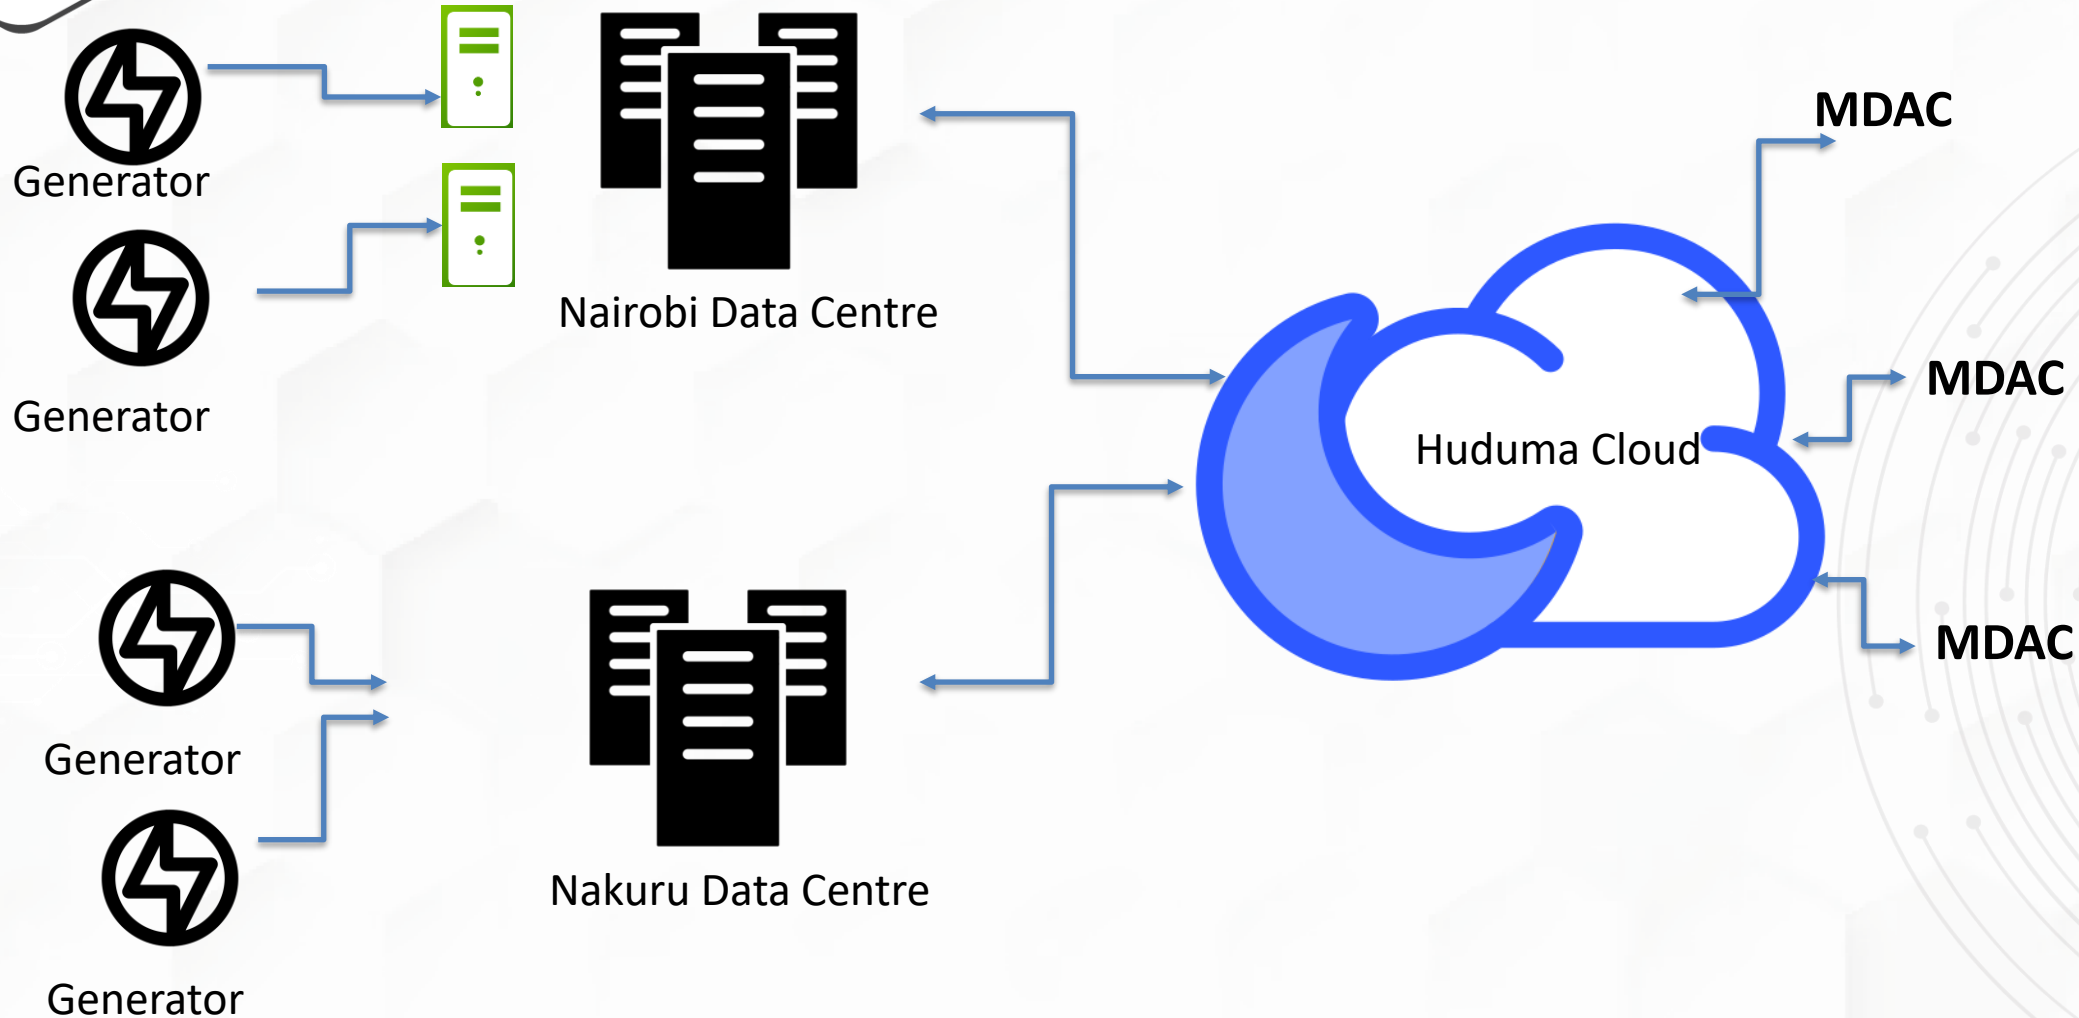 Generator
Generator
Nairobi Data Centre
MDAC
MDAC
Huduma Cloud
MDAC
Generator
Nakuru Data Centre
Generator